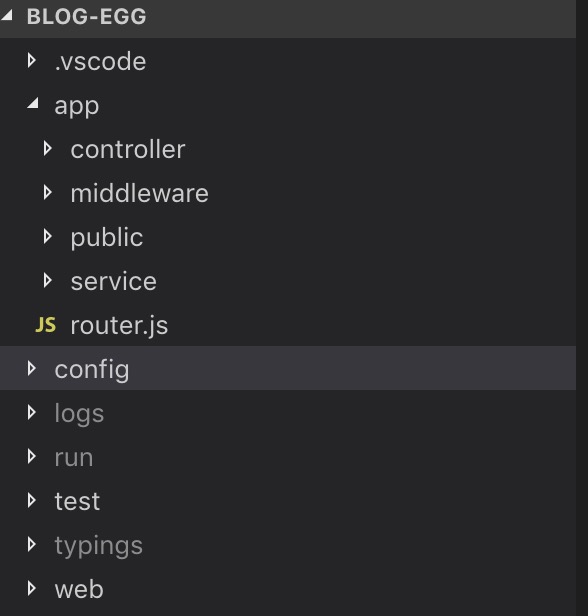 BLOG-EGG
.vscode
app
controller
middleware
public
service
JS router.js
config
logs
run
test
typings
web